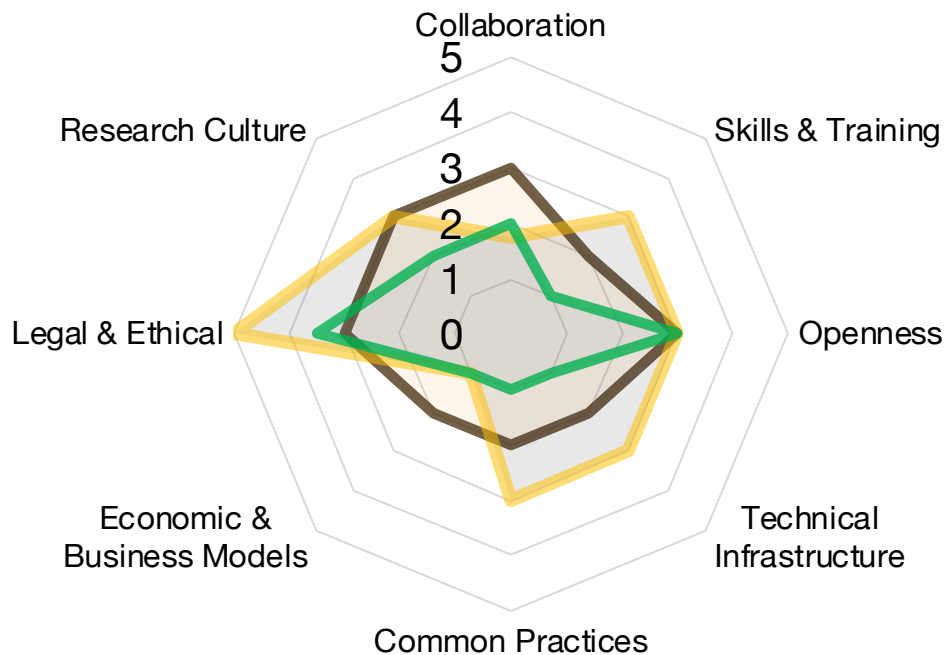 Collaboration
5
4
3
2
1
0
Research Culture
Skills & Training
Legal & Ethical
Openness
Economic &
Business Models
Technical
Infrastructure
Common Practices